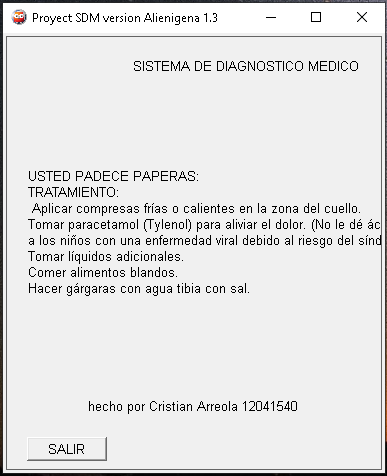 Proyect SDM version Alienigena 1.3
SISTEMA DE DIAGNOSTICO MEDICO
USTED PADECE PAPERAS:
TRATAMIENTO:
Aplicar compresas frías o calientes en la zona del cuello.
Tomar paracetamol (Tylenol) para aliviar el dolor. (No le dé ác
a los niños con una enfermedad viral debido al riesgo del sínd
Tomar líquidos adicionales.
Comer alimentos blandos.
Hacer gárgaras con agua tibia con sal.
hecho por Cristian Arreola 12041540
SALIR